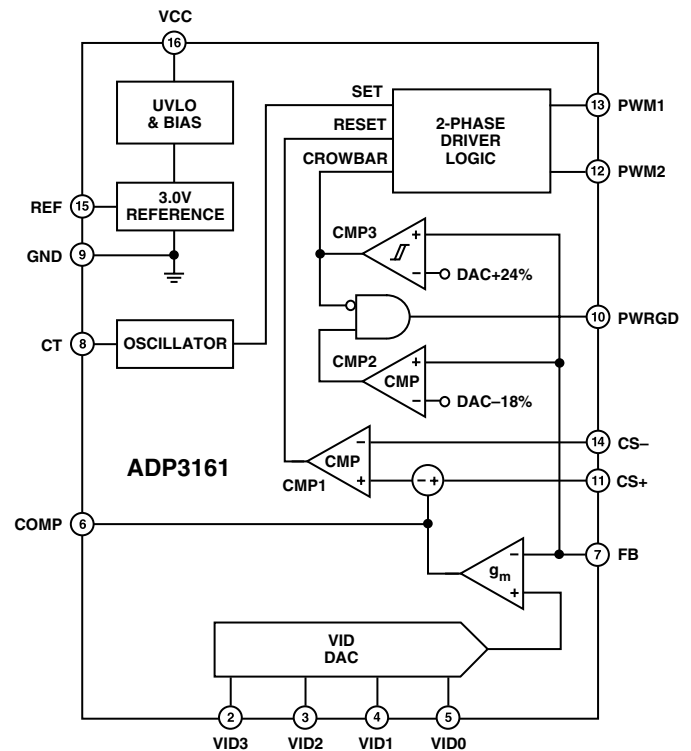 VCC
16
UVLO
& BIAS
SET
RESET
CROWBAR
2-PHASE
DRIVER
LOGIC
13 PWM1
12 PWM2
REF 15
3.0V
REFERENCE
GND 9
CMP3
+
–
DAC+24%
CT 8
OSCILLATOR
10 PWRGD
CMP2
CMP
+
–
DAC–18%
ADP3161
CMP1
CMP
–
+
– +
14 CS–
11 CS+
COMP 6
gm
–
+
7 FB
VID
DAC
2 3 4 5
VID3 VID2 VID1 VID0